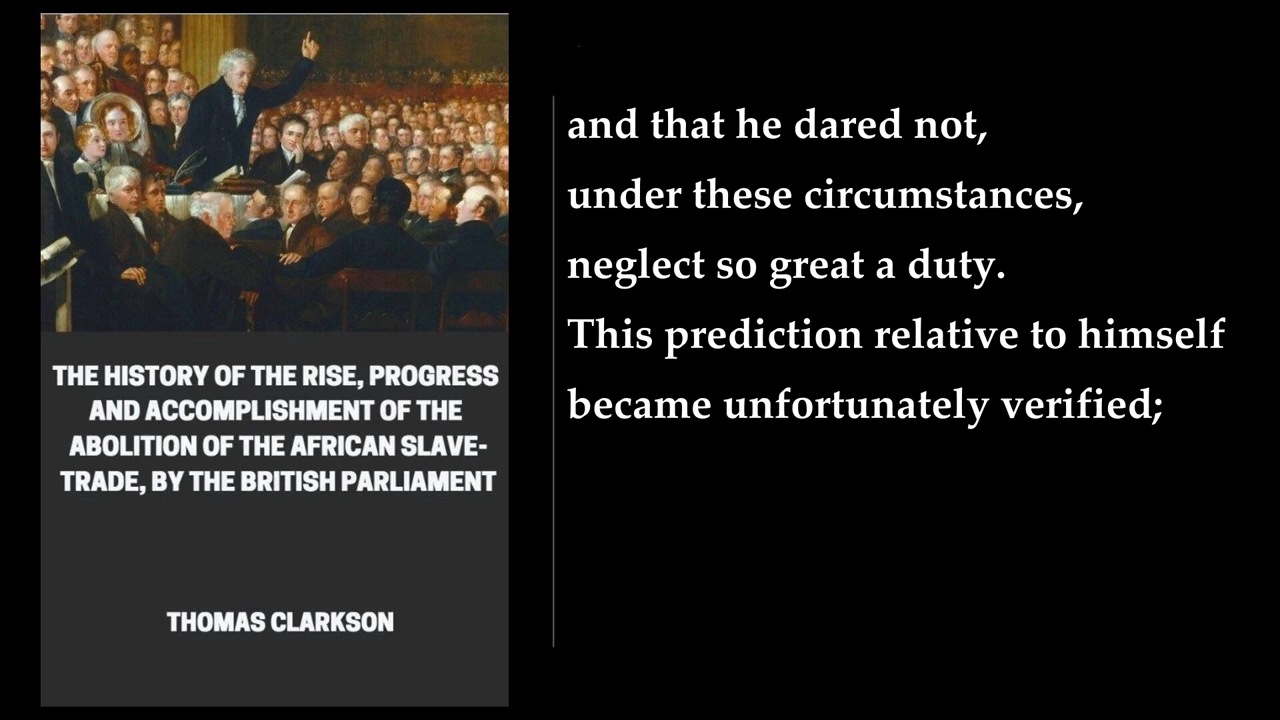 THE HISTORY OF THE RISE, PROGRESS
AND ACCOMPLISHMENT OF THE
ABOLITION OF THE AFRICAN SLAVE-
TRADE, BY THE BRITISH PARLIAMENT
THOMAS CLARKSON
and that he dared not,
under these circumstances,
neglect so great a duty.
This prediction relative to himself
became unfortunately verified;